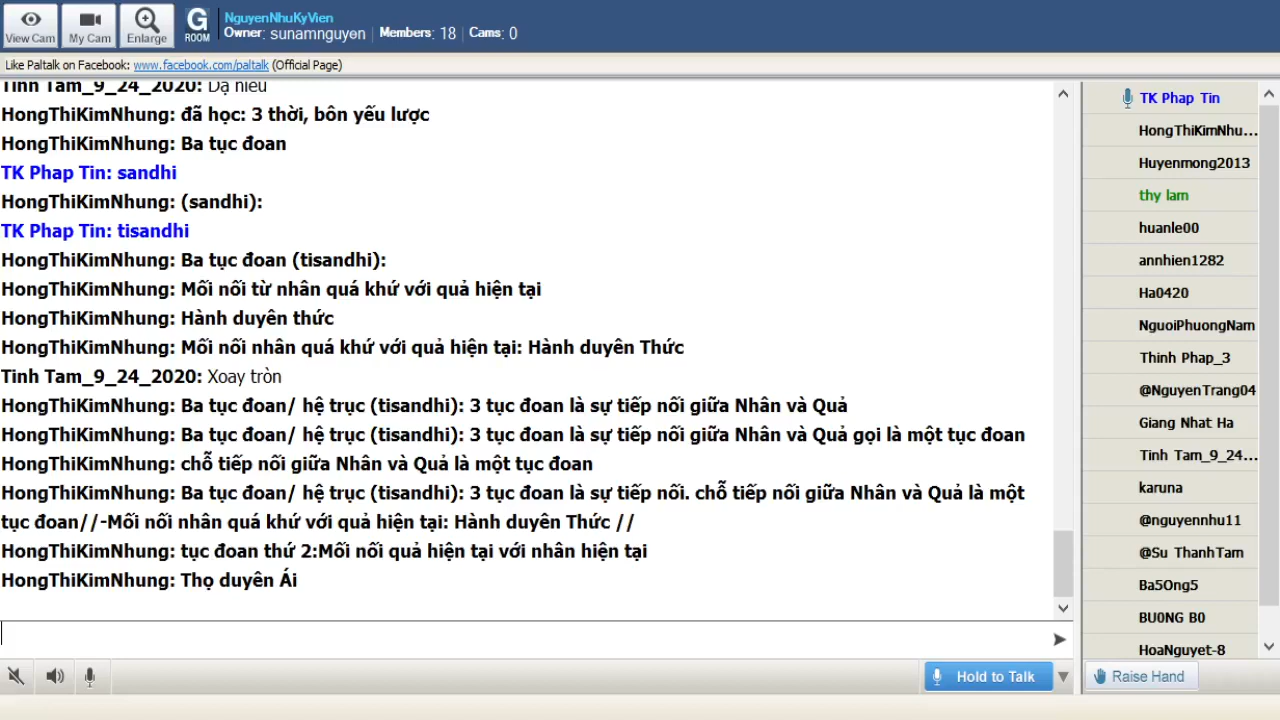 NguyenNhuKyVien
Owner: sunamnguyen Members: 18 Cams: 0
View Cam My Cam Enlarge G ROOM
Like Paltalk on Facebook: www.facebook.com/paltalk (Official Page)
Tinh Tam_9_24_2020: Dạ hiểu
HongThiKimNhung: đã học: 3 thời, bôn yếu lược
HongThiKimNhung: Ba tục đoan
TK Phap Tin: sandhi
HongThiKimNhung: (sandhi):
TK Phap Tin: tisandhi
HongThiKimNhung: Ba tục đoan (tisandhi):
HongThiKimNhung: Mối nối từ nhân quá khứ với quả hiện tại
HongThiKimNhung: Hành duyên thức
HongThiKimNhung: Mối nối nhân quá khứ với quả hiện tại: Hành duyên Thức
Tinh Tam_9_24_2020: Xoay tròn
HongThiKimNhung: Ba tục đoan/ hệ trục (tisandhi): 3 tục đoan là sự tiếp nối giữa Nhân và Quả
HongThiKimNhung: Ba tục đoan/ hệ trục (tisandhi): 3 tục đoan là sự tiếp nối giữa Nhân và Quả gọi là một tục đoan
HongThiKimNhung: chỗ tiếp nối giữa Nhân và Quả là một tục đoan
HongThiKimNhung: Ba tục đoan/ hệ trục (tisandhi): 3 tục đoan là sự tiếp nối. chỗ tiếp nối giữa Nhân và Quả là một
tục đoan//-Mối nối nhân quá khứ với quả hiện tại: Hành duyên Thức //
HongThiKimNhung: tục đoan thứ 2:Mối nối quả hiện tại với nhân hiện tại
HongThiKimNhung: Thọ duyên Ái
TK Phap Tin
HongThiKimNhu...
Huyenmong2013
thy lam
huanle00
annhien1282
Ha0420
NguoiPhuongNam
Thinh Phap_3
@NguyenTrang04
Giang Nhat Ha
Tinh Tam_9_24...
karuna
@nguyennhu11
@Su ThanhTam
Ba5Ong5
BU0NG B0
HoaNguyet-8
Hold to Talk
Raise Hand